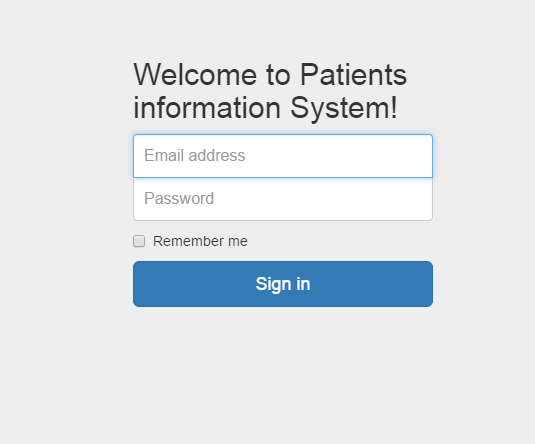 Welcome to Patients
information System!
Email address
Password
Remember me
Sign in